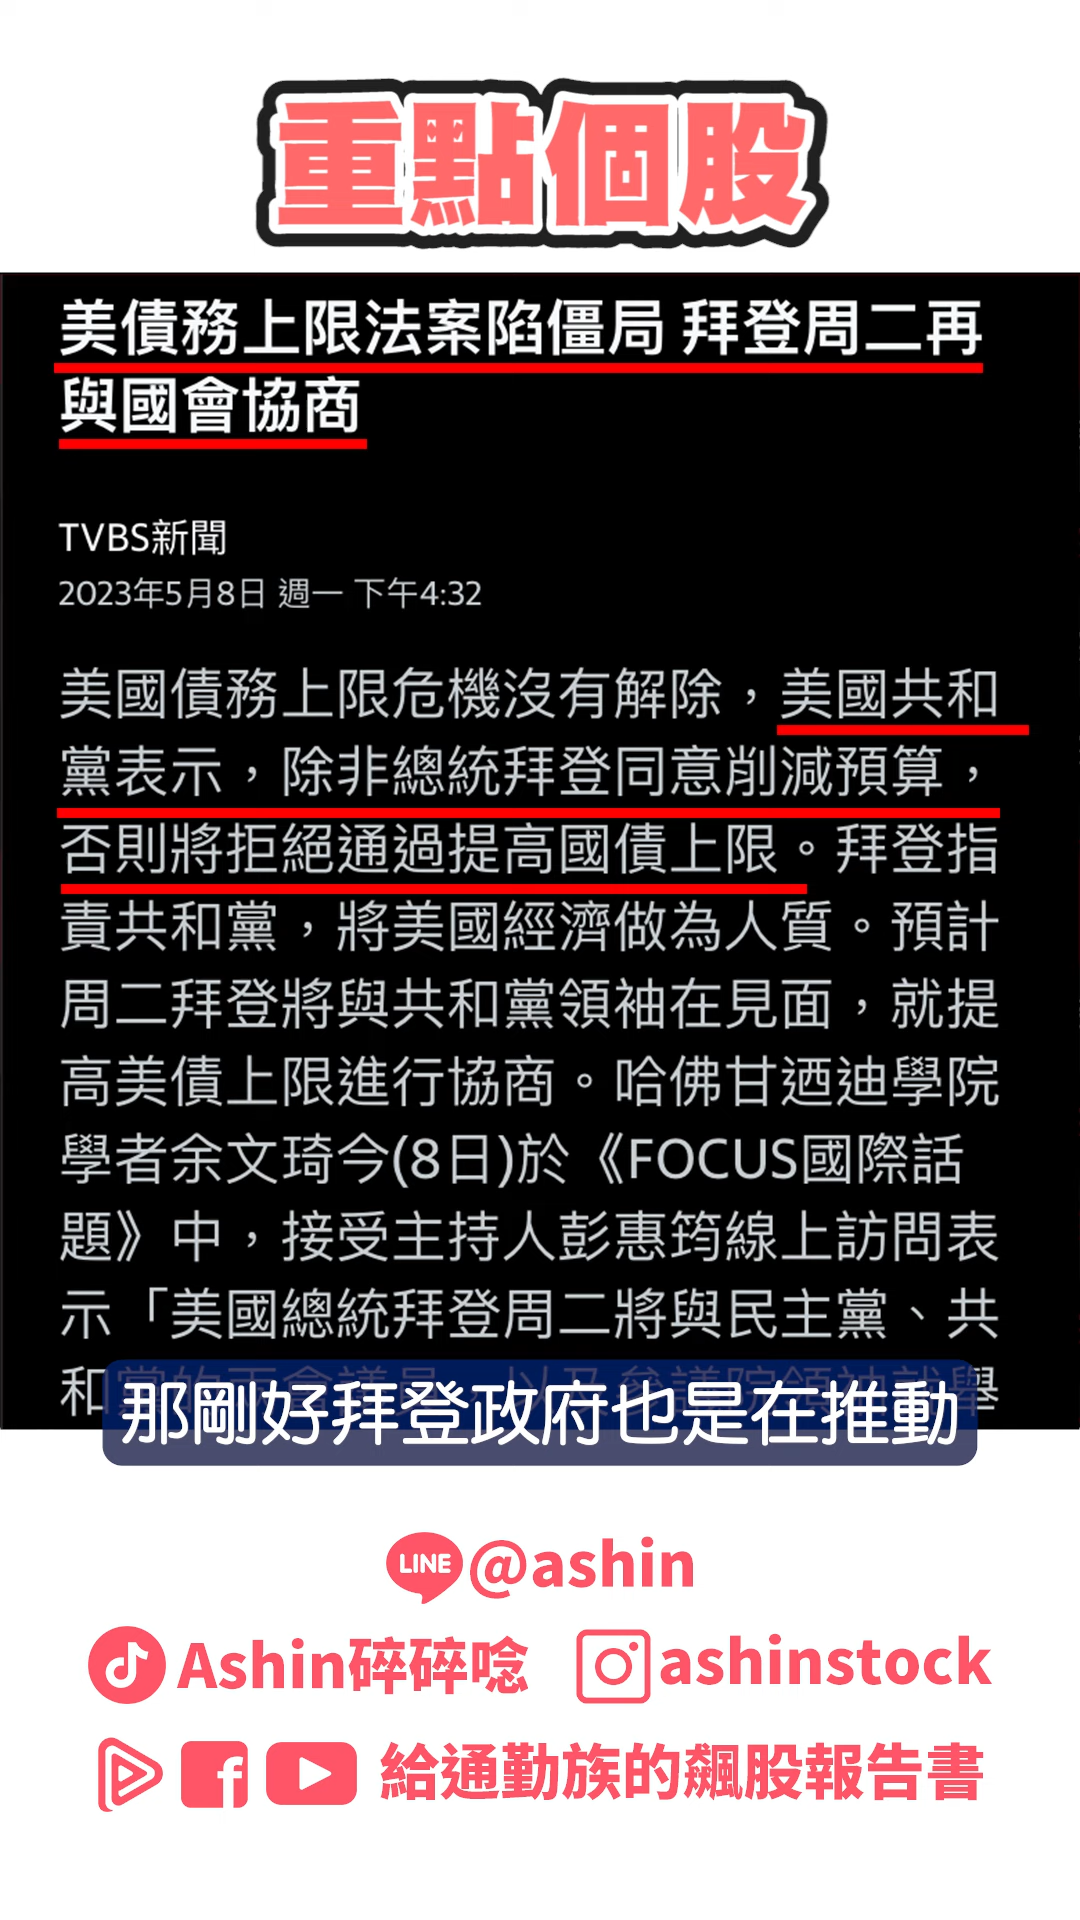 重點個股
美債務上限法案陷僵局 拜登周二再
與國會協商
TVBS新聞
2023年5月8日 週一 下午4:32
美國債務上限危機沒有解除，美國共和
黨表示，除非總統拜登同意削減預算，
否則將拒絕通過提高國債上限。拜登指
責共和黨，將美國經濟做為人質。預計
周二拜登將與共和黨領袖在見面，就提
高美債上限進行協商。哈佛甘迺迪學院
學者余文琦今(8日)於《FOCUS國際話
題》中，接受主持人彭惠筠線上訪問表
示「美國總統拜登周二將與民主黨、共
和
那剛好拜登政府也是在推動
LINE @ashin
Ashin碎碎唸 ashinstock
給通勤族的飆股報告書